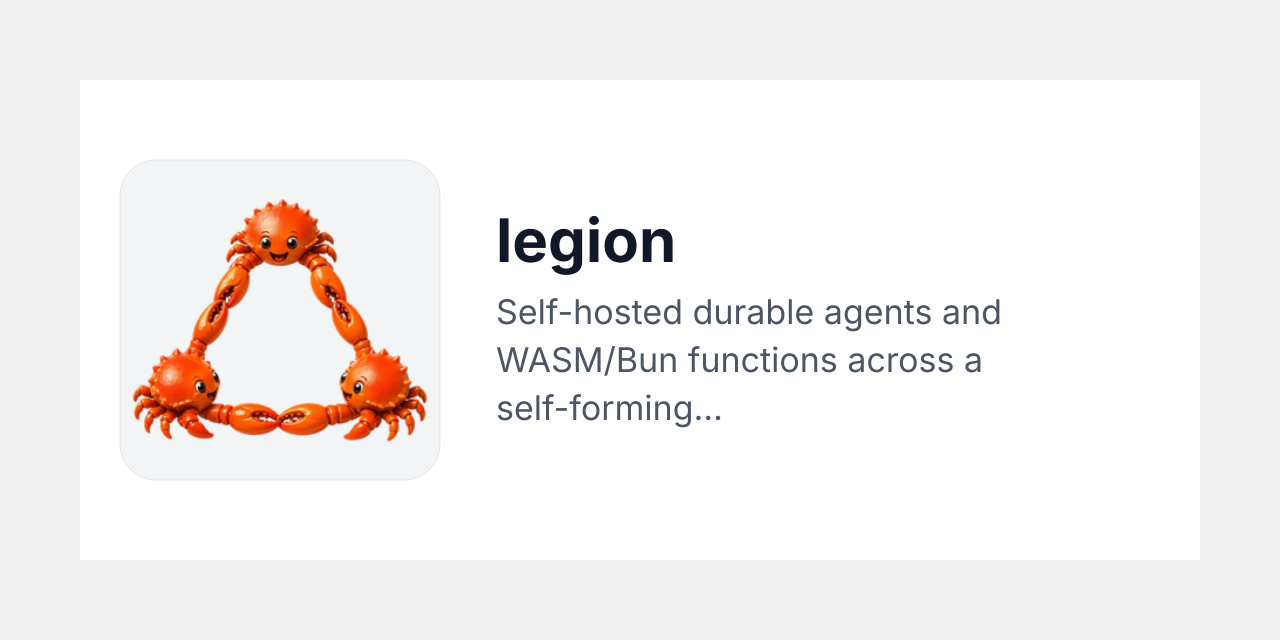 legion
Self-hosted durable agents and
WASM/Bun functions across a
self-forming...